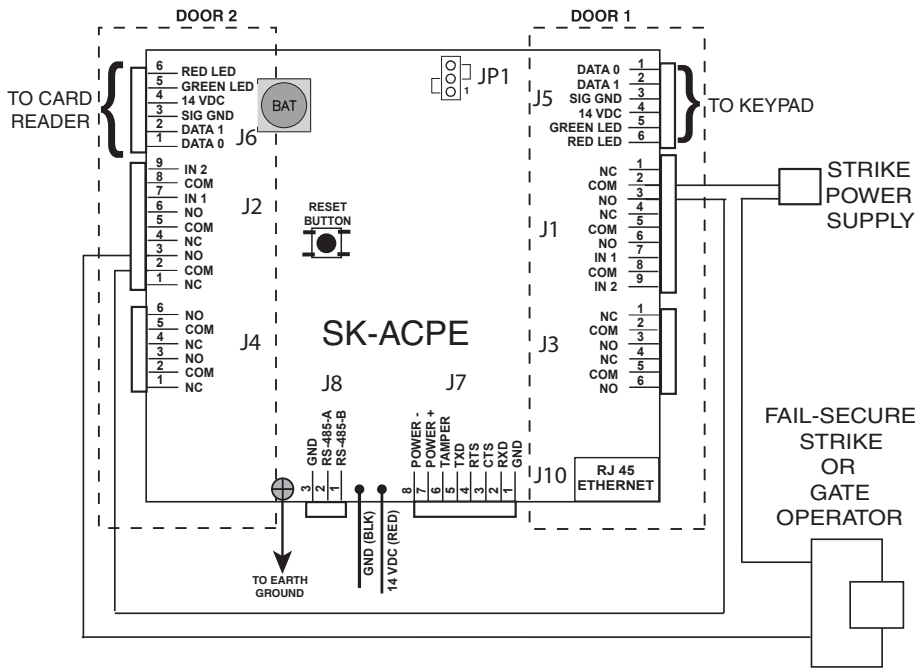 DOOR 2
DOOR 1
TO CARD
READER
6 RED LED
5 GREEN LED
4 14 VDC
3 SIG GND
2 DATA 1
1 DATA 0
J6
BAT
JP1
1
J5
DATA 0 1
DATA 1 2
SIG GND 3
14 VDC 4
GREEN LED 5
RED LED 6
TO KEYPAD
9 IN 2
8 COM
7 IN 1
6 NO
5 COM
4 NC
3 NO
2 COM
1 NC
J2
RESET
BUTTON
J1
NC 1
COM 2
NO 3
NC 4
COM 5
NO 6
IN 1 7
COM 8
IN 2 9
STRIKE
POWER
SUPPLY
6 NO
5 COM
4 NC
3 NO
2 COM
1 NC
J4
SK-ACPE
J3
NC 1
COM 2
NO 3
NC 4
COM 5
NO 6
J8
GND 3
RS-485-A 2
RS-485-B 1
J7
POWER - 8
POWER + 7
TAMPER 6
TXD 5
RTS 4
CTS 3
RXD 2
GND 1
J10
RJ 45
ETHERNET
FAIL-SECURE
STRIKE
OR
GATE
OPERATOR
TO EARTH
GROUND
GND (BLK)
14 VDC (RED)